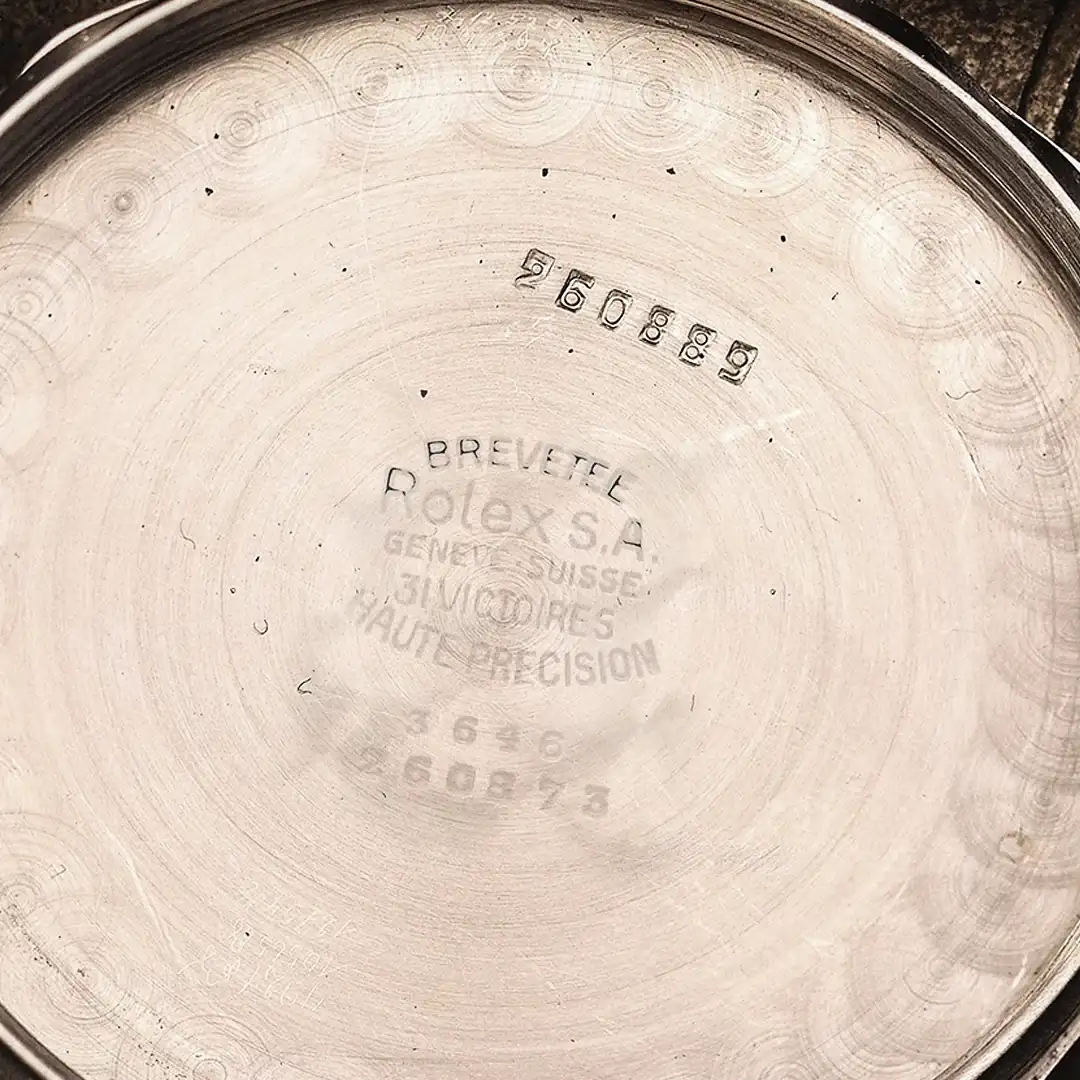 260889
BREVETEE
R
Rolex S.A.
GENEVE-SUISSE
31 VICTOIRES
HAUTE PRECISION
3646
260873